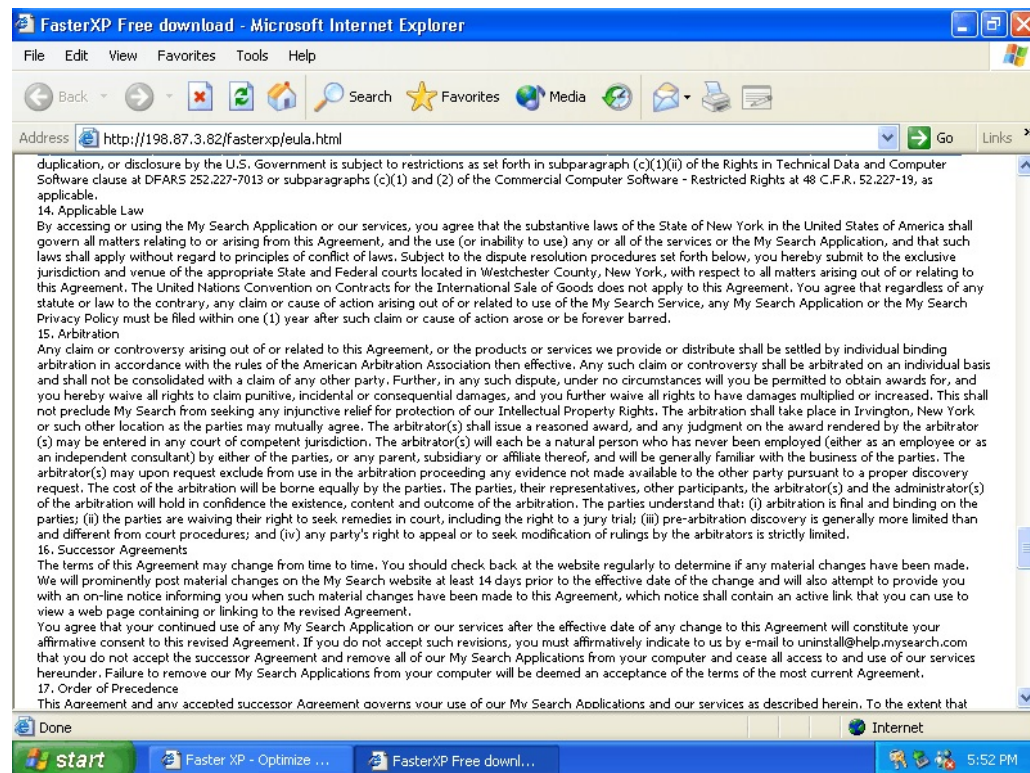 FasterXP Free download - Microsoft Internet Explorer
File Edit View Favorites Tools Help
Back Search Favorites Media
Address http://198.87.3.82/fasterxp/eula.html Go Links
duplication, or disclosure by the U.S. Government is subject to restrictions as set forth in subparagraph (c)(1)(ii) of the Rights in Technical Data and Computer
Software clause at DFARS 252.227-7013 or subparagraphs (c)(1) and (2) of the Commercial Computer Software - Restricted Rights at 48 C.F.R. 52.227-19, as
applicable.
14. Applicable Law
By accessing or using the My Search Application or our services, you agree that the substantive laws of the State of New York in the United States of America shall
govern all matters relating to or arising from this Agreement, and the use (or inability to use) any or all of the services or the My Search Application, and that such
laws shall apply without regard to principles of conflict of laws. Subject to the dispute resolution procedures set forth below, you hereby submit to the exclusive
jurisdiction and venue of the appropriate State and Federal courts located in Westchester County, New York, with respect to all matters arising out of or relating to
this Agreement. The United Nations Convention on Contracts for the International Sale of Goods does not apply to this Agreement. You agree that regardless of any
statute or law to the contrary, any claim or cause of action arising out of or related to use of the My Search Service, any My Search Application or the My Search
Privacy Policy must be filed within one (1) year after such claim or cause of action arose or be forever barred.
15. Arbitration
Any claim or controversy arising out of or related to this Agreement, or the products or services we provide or distribute shall be settled by individual binding
arbitration in accordance with the rules of the American Arbitration Association then effective. Any such claim or controversy shall be arbitrated on an individual basis
and shall not be consolidated with a claim of any other party. Further, in any such dispute, under no circumstances will you be permitted to obtain awards for, and
you hereby waive all rights to claim punitive, incidental or consequential damages, and you further waive all rights to have damages multiplied or increased. This shall
not preclude My Search from seeking any injunctive relief for protection of our Intellectual Property Rights. The arbitration shall take place in Irvington, New York
or such other location as the parties may mutually agree. The arbitrator(s) shall issue a reasoned award, and any judgment on the award rendered by the arbitrator
(s) may be entered in any court of competent jurisdiction. The arbitrator(s) will each be a natural person who has never been employed (either as an employee or as
an independent consultant) by either of the parties, or any parent, subsidiary or affiliate thereof, and will be generally familiar with the business of the parties. The
arbitrator(s) may upon request exclude from use in the arbitration proceeding any evidence not made available to the other party pursuant to a proper discovery
request. The cost of the arbitration will be borne equally by the parties. The parties, their representatives, other participants, the arbitrator(s) and the administrator(s)
of the arbitration will hold in confidence the existence, content and outcome of the arbitration. The parties understand that: (i) arbitration is final and binding on the
parties; (ii) the parties are waiving their right to seek remedies in court, including the right to a jury trial; (iii) pre-arbitration discovery is generally more limited than
and different from court procedures; and (iv) any party's right to appeal or to seek modification of rulings by the arbitrators is strictly limited.
16. Successor Agreements
The terms of this Agreement may change from time to time. You should check back at the website regularly to determine if any material changes have been made.
We will prominently post material changes on the My Search website at least 14 days prior to the effective date of the change and will also attempt to provide you
with an on-line notice informing you when such material changes have been made to this Agreement, which notice shall contain an active link that you can use to
view a web page containing or linking to the revised Agreement.
You agree that your continued use of any My Search Application or our services after the effective date of any change to this Agreement will constitute your
affirmative consent to this revised Agreement. If you do not accept such revisions, you must affirmatively indicate to us by e-mail to uninstall@help.mysearch.com
that you do not accept the successor Agreement and remove all of our My Search Applications from your computer and cease all access to and use of our services
hereunder. Failure to remove our My Search Applications from your computer will be deemed an acceptance of the terms of the most current Agreement.
17. Order of Precedence
This Agreement and any accepted successor Agreement governs your use of our My Search Applications and our services as described herein. To the extent that
Done Internet
start Faster XP - Optimize ... FasterXP Free downl... 5:52 PM